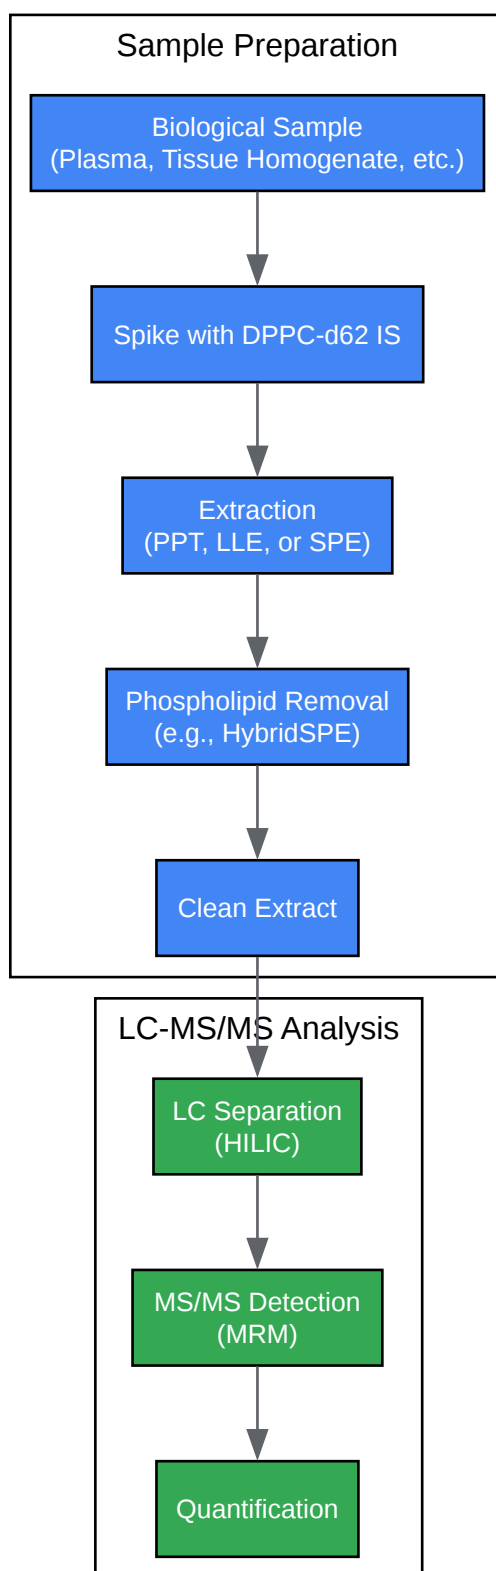 Sample Preparation
Biological Sample
(Plasma, Tissue Homogenate, etc.)
Spike with DPPC-d62 IS
Extraction
(PPT, LLE, or SPE)
Phospholipid Removal
(e.g., HybridSPE)
Clean Extract
LC-MS/MS Analysis
LC Separation
(HILIC)
MS/MS Detection
(MRM)
Quantification